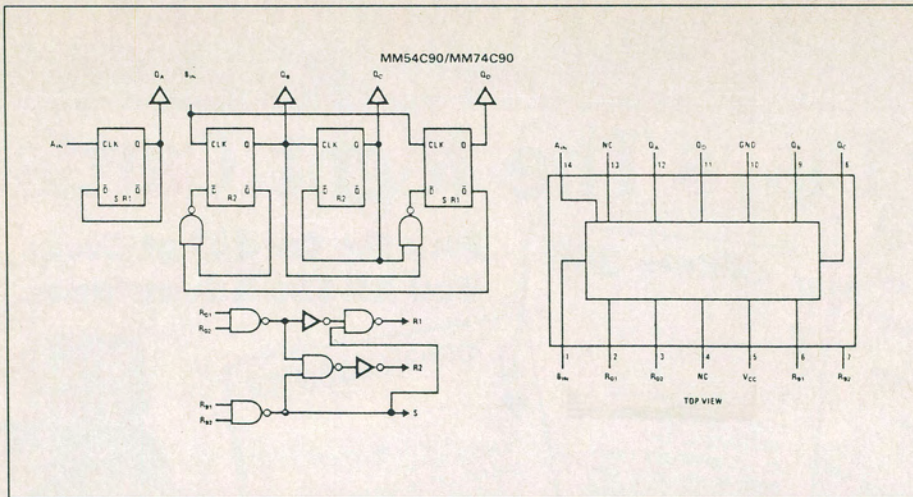 MM54C90/MM74C90
QA BIN QB QC QD
AIN CLK Q CLK Q CLK Q CLK Q
D̅ Q̅ D̅ Q̅ D̅ Q̅ D̅ Q̅
S R1 R2 R2 S R1
R01
R02
R1
R2
R91
R92
S
AIN NC QA QD GND QB QC
14 13 12 11 10 9 8
1 2 3 4 5 6 7
BIN R01 R02 NC VCC R91 R92
TOP VIEW